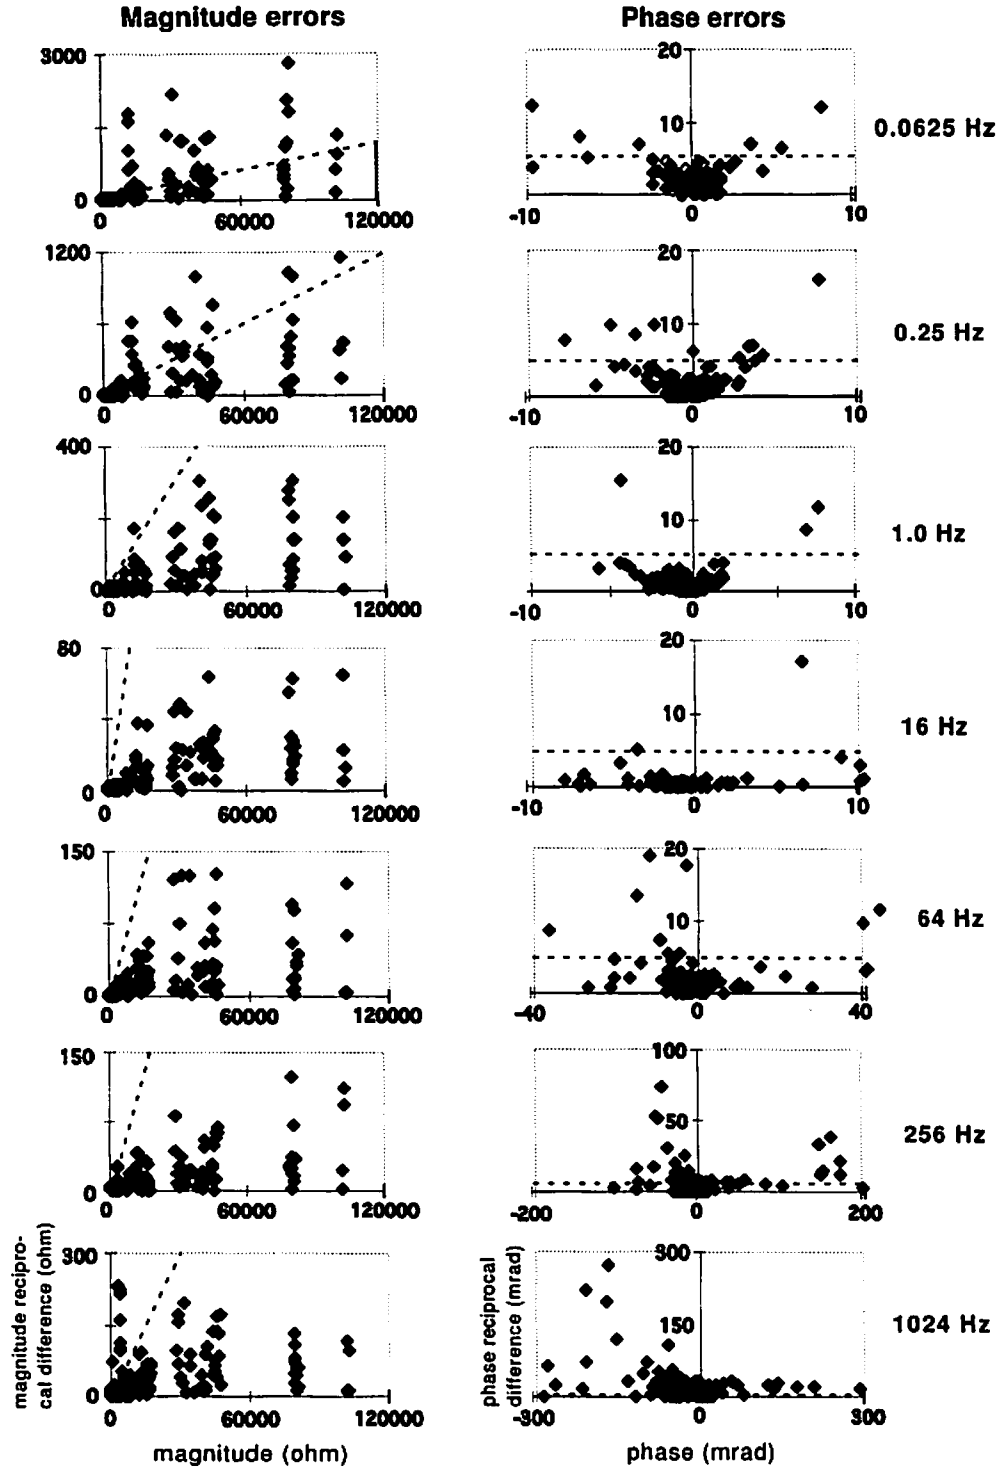 Magnitude errors Phase errors
3000 20
10 0.0625 Hz
0
0 60000 120000 -10 0 10
1200 20
10 0.25 Hz
0
0 60000 120000 -10 0 10
400 20
10 1.0 Hz
0
0 60000 120000 -10 0 10
80 20
10 16 Hz
0
0 60000 120000 -10 0 10
150 20
10 64 Hz
0
0 60000 120000 -40 0 40
150 100
50 256 Hz
0
0 60000 120000 -200 0 200
magnitude recipro-
cal difference (ohm)
300
phase reciprocal
difference (mrad)
300
150 1024 Hz
0
0 60000 120000 -300 0 300
magnitude (ohm) phase (mrad)